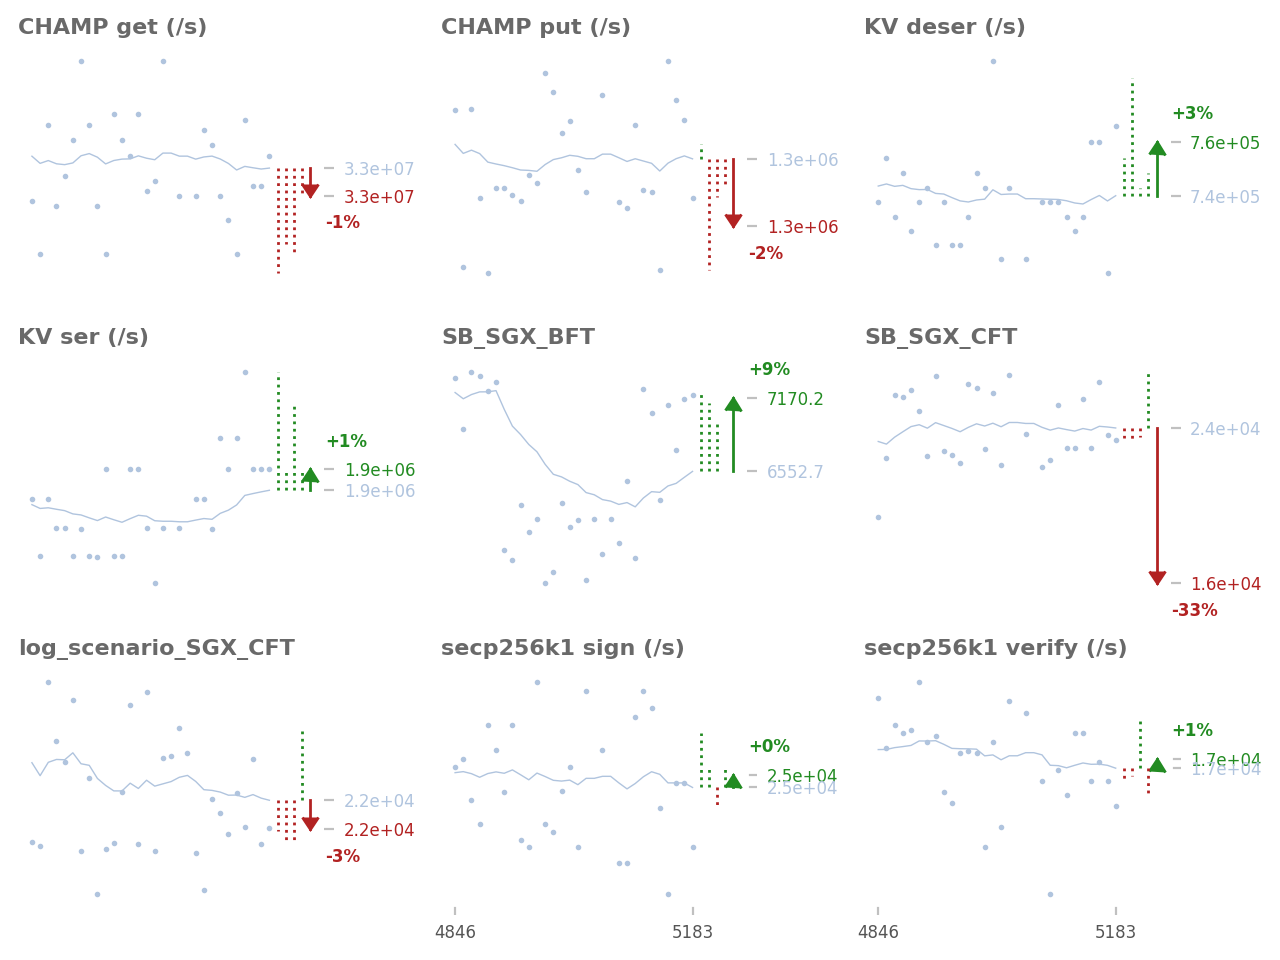 CHAMP get (/s)
3.3e+07
3.3e+07
-1%
CHAMP put (/s)
1.3e+06
1.3e+06
-2%
KV deser (/s)
+3%
7.6e+05
7.4e+05
KV ser (/s)
+1%
1.9e+06
1.9e+06
SB_SGX_BFT
+9%
7170.2
6552.7
SB_SGX_CFT
2.4e+04
1.6e+04
-33%
log_scenario_SGX_CFT
2.2e+04
2.2e+04
-3%
secp256k1 sign (/s)
+0%
2.5e+04
2.5e+04
4846
5183
secp256k1 verify (/s)
+1%
1.7e+04
1.7e+04
4846
5183